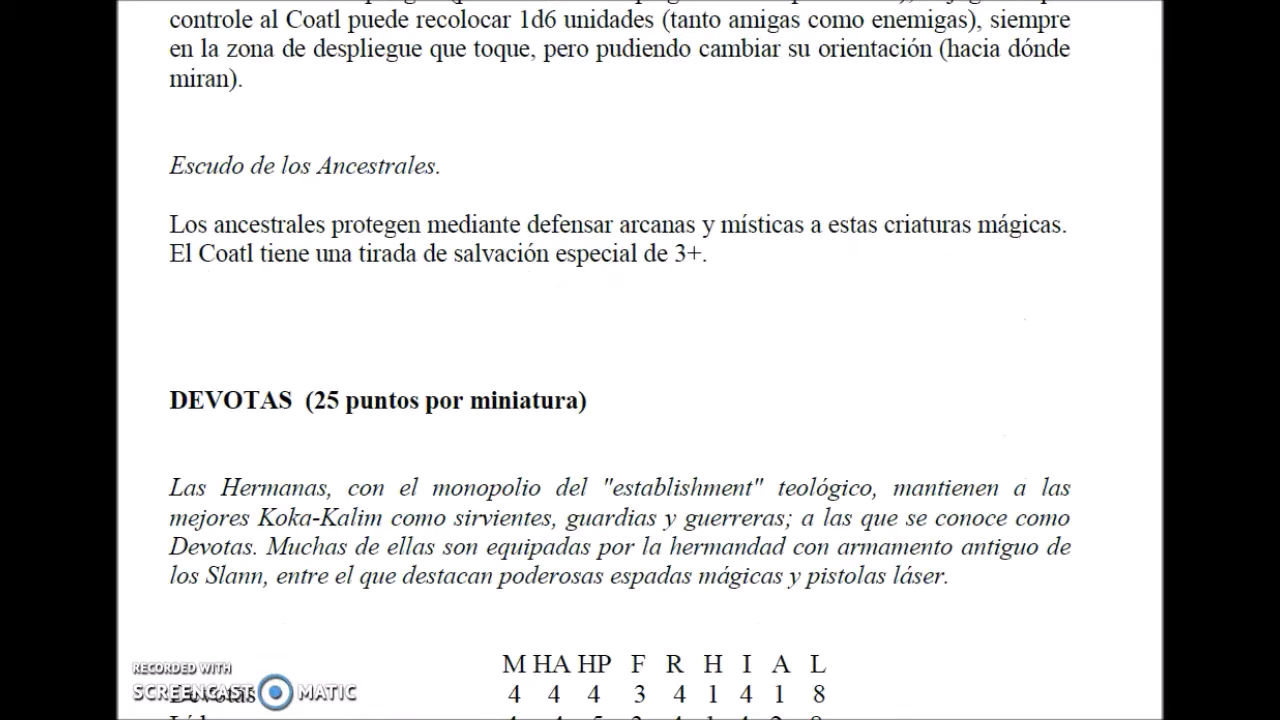 controle al Coatl puede recolocar 1d6 unidades (tanto amigas como enemigas), siempre
en la zona de despliegue que toque, pero pudiendo cambiar su orientación (hacia dónde
miran).
Escudo de los Ancestrales.
Los ancestrales protegen mediante defensar arcanas y místicas a estas criaturas mágicas.
El Coatl tiene una tirada de salvación especial de 3+.
DEVOTAS (25 puntos por miniatura)
Las Hermanas, con el monopolio del "establishment" teológico, mantienen a las
mejores Koka-Kalim como sirvientes, guardias y guerreras; a las que se conoce como
Devotas. Muchas de ellas son equipadas por la hermandad con armamento antiguo de
los Slann, entre el que destacan poderosas espadas mágicas y pistolas láser.
M HA HP F R H I A L
Devotas 4 4 4 3 4 1 4 1 8
RECORDED WITH
SCREENCAST MATIC